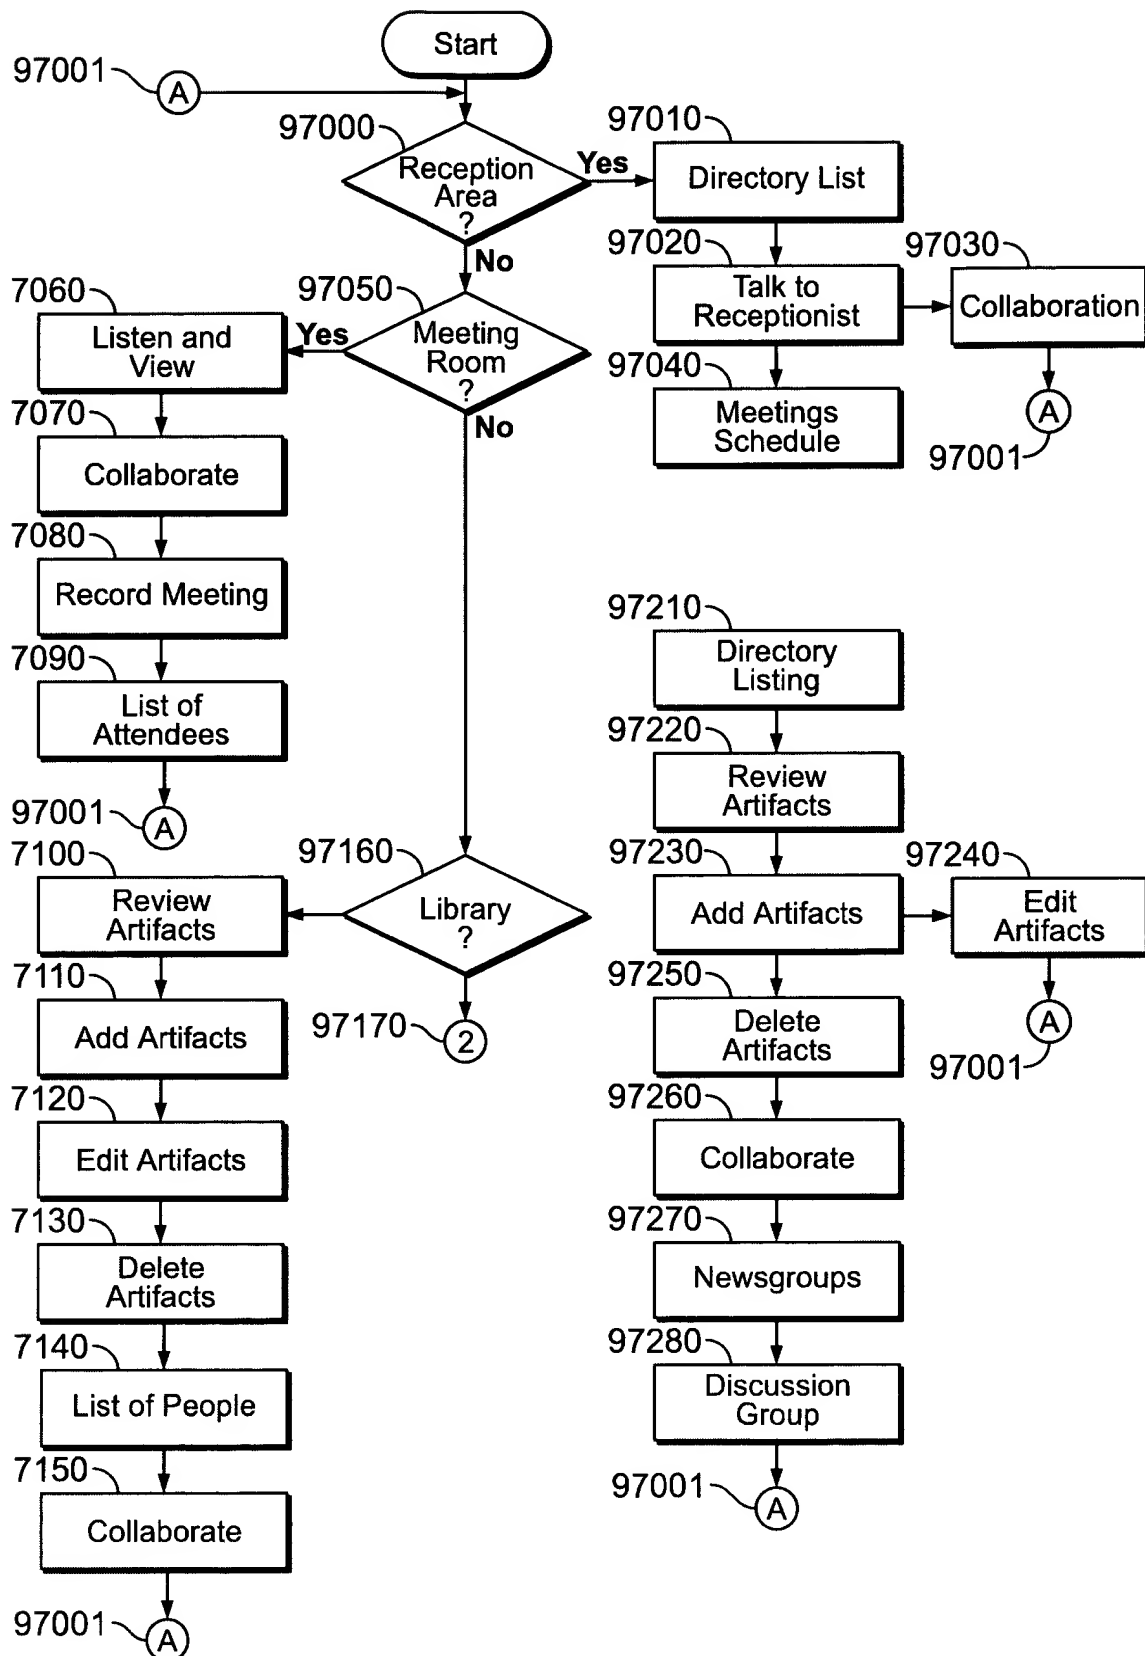 Start
97001
A
97000
Reception
Area
?
Yes
No
97010
Directory List
97020
Talk to
Receptionist
97030
Collaboration
A
97001
97040
Meetings
Schedule
97050
Meeting
Room
?
Yes
No
7060
Listen and
View
7070
Collaborate
7080
Record Meeting
7090
List of
Attendees
97001
A
97160
Library
?
97170
2
7100
Review
Artifacts
7110
Add Artifacts
7120
Edit Artifacts
7130
Delete
Artifacts
7140
List of People
7150
Collaborate
97001
A
97210
Directory
Listing
97220
Review
Artifacts
97230
Add Artifacts
97240
Edit
Artifacts
A
97001
97250
Delete
Artifacts
97260
Collaborate
97270
Newsgroups
97280
Discussion
Group
97001
A